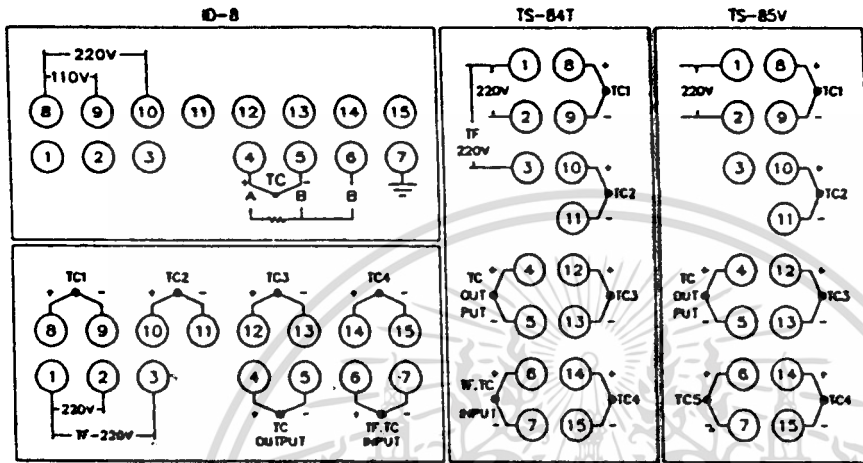 ID-8
220V
110V
8 9 10 11 12 13 14 15
1 2 3 4 5 6 7
+ TC -
A B B
TC1 TC2 TC3 TC4
+ - + - + - + -
8 9 10 11 12 13 14 15
1 2 3 4 5 6 7
220V + - + -
TF-220V
TC
OUTPUT
TF.TC
INPUT
TS-84T
1 8 +
220V TC1
2 9 -
TF
220V
3 10 +
TC2
11 -
+ 4 12 +
TC
OUT
PUT
TC3
- 5 13 -
+ 6 14 +
TF.TC
INPUT
TC4
- 7 15 -
TS-85V
1 8 +
220V TC1
2 9 -
3 10 +
TC2
11 -
+ 4 12 +
TC
OUT
PUT
TC3
- 5 13 -
+ 6 14 +
TC5 TC4
- 7 15 -